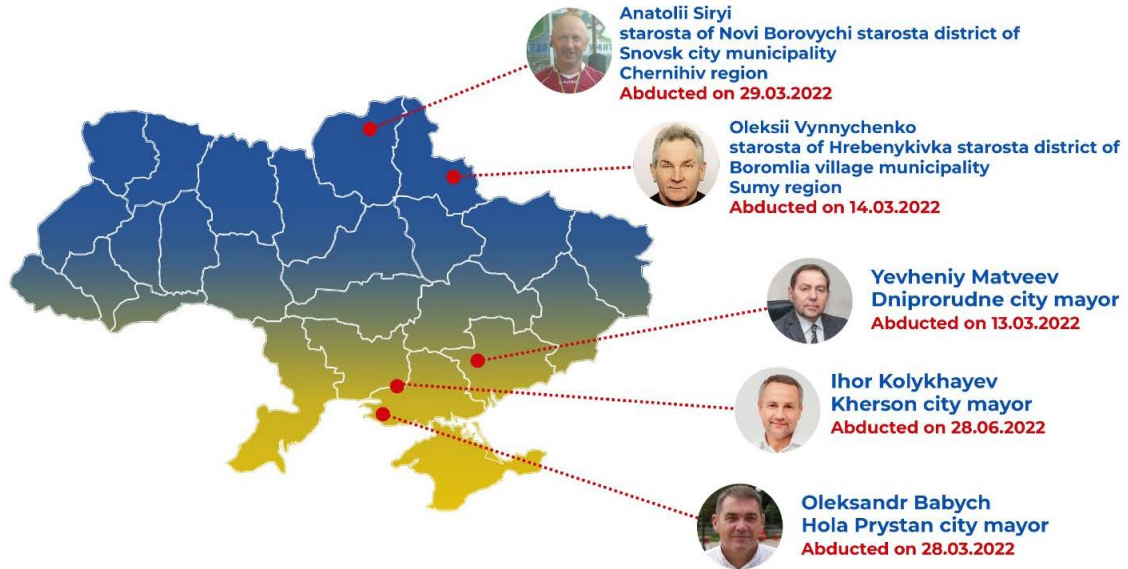 Anatolii Siryi
starosta of Novi Borovychi starosta district of
Snovsk city municipality
Chernihiv region
Abducted on 29.03.2022
Oleksii Vynnychenko
starosta of Hrebenykivka starosta district of
Boromlia village municipality
Sumy region
Abducted on 14.03.2022
Yevheniy Matveev
Dniprorudne city mayor
Abducted on 13.03.2022
Ihor Kolykhayev
Kherson city mayor
Abducted on 28.06.2022
Oleksandr Babych
Hola Prystan city mayor
Abducted on 28.03.2022